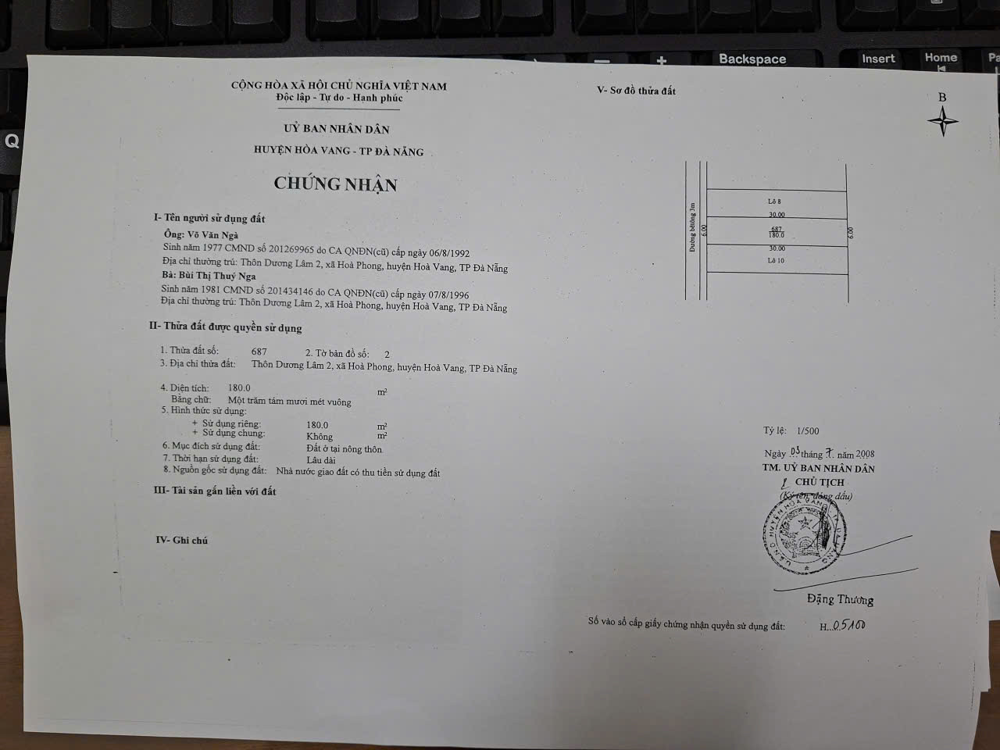 Backspace
Insert
Home
Q
CỘNG HÒA XÃ HỘI CHỦ NGHĨA VIỆT NAM
Độc lập - Tự do - Hạnh phúc
UỶ BAN NHÂN DÂN
HUYỆN HÒA VANG - TP ĐÀ NẴNG
CHỨNG NHẬN
I- Tên người sử dụng đất
Ông: Võ Văn Ngà
Sinh năm 1977 CMND số 201269965 do CA QNĐN(cũ) cấp ngày 06/8/1992
Địa chỉ thường trú: Thôn Dương Lâm 2, xã Hoà Phong, huyện Hoà Vang, TP Đà Nẵng
Bà: Bùi Thị Thuý Nga
Sinh năm 1981 CMND số 201434146 do CA QNĐN(cũ) cấp ngày 07/8/1996
Địa chỉ thường trú: Thôn Dương Lâm 2, xã Hoà Phong, huyện Hoà Vang, TP Đà Nẵng
II- Thửa đất được quyền sử dụng
1. Thửa đất số: 687 2. Tờ bản đồ số: 2
3. Địa chỉ thửa đất: Thôn Dương Lâm 2, xã Hoà Phong, huyện Hoà Vang, TP Đà Nẵng
4. Diện tích: 180.0 m²
Bằng chữ: Một trăm tám mươi mét vuông
5. Hình thức sử dụng:
+ Sử dụng riêng: 180.0 m²
+ Sử dụng chung: Không m²
6. Mục đích sử dụng đất: Đất ở tại nông thôn
7. Thời hạn sử dụng đất: Lâu dài
8. Nguồn gốc sử dụng đất: Nhà nước giao đất có thu tiền sử dụng đất
III- Tài sản gắn liền với đất
IV- Ghi chú
V- Sơ đồ thửa đất
B
Đường bêtông 3m
Lô 8
30.00
6.00
687
180.0
6.00
30.00
Lô 10
Tỷ lệ: 1/500
Ngày 03 tháng 7 năm 2008
TM. UỶ BAN NHÂN DÂN
CHỦ TỊCH
(Ký tên, đóng dấu)
U.B.N.D HUYỆN HOÀ VANG
Đặng Thương
Số vào sổ cấp giấy chứng nhận quyền sử dụng đất: H...05100